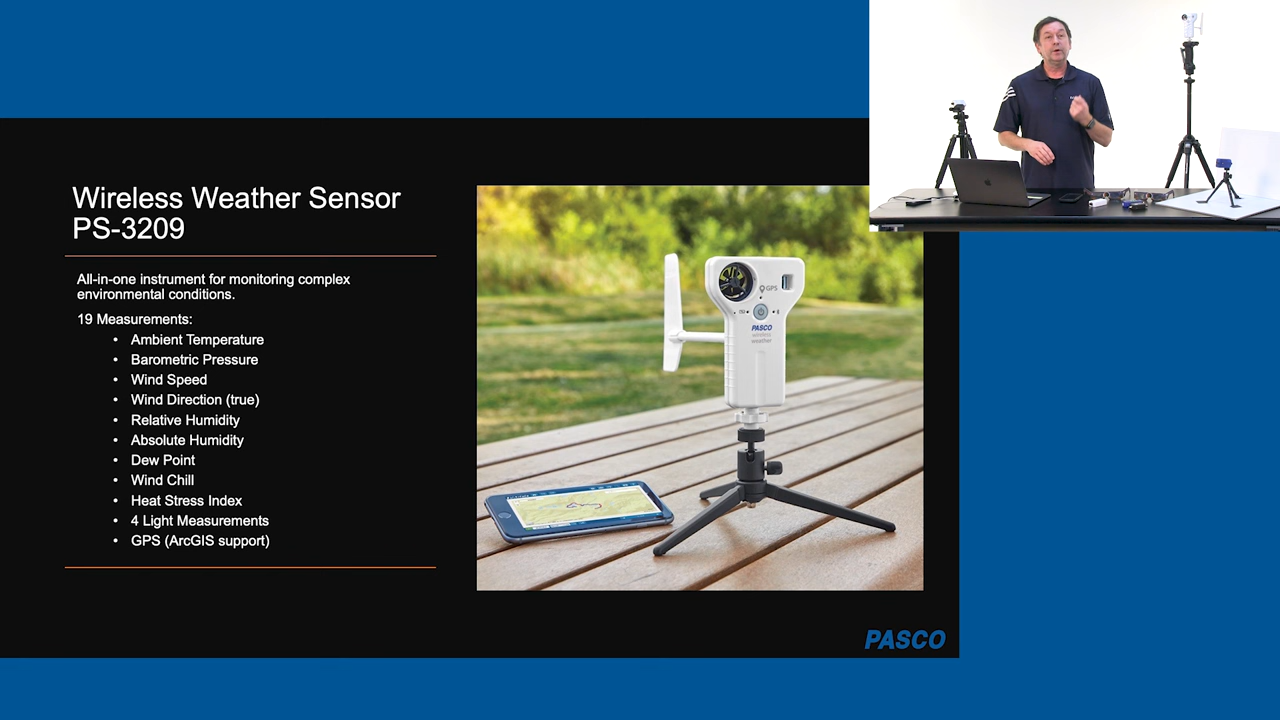 Wireless Weather Sensor
PS-3209
All-in-one instrument for monitoring complex
environmental conditions.
19 Measurements:
• Ambient Temperature
• Barometric Pressure
• Wind Speed
• Wind Direction (true)
• Relative Humidity
• Absolute Humidity
• Dew Point
• Wind Chill
• Heat Stress Index
• 4 Light Measurements
• GPS (ArcGIS support)
GPS
PASCO
wireless
weather
PASCO